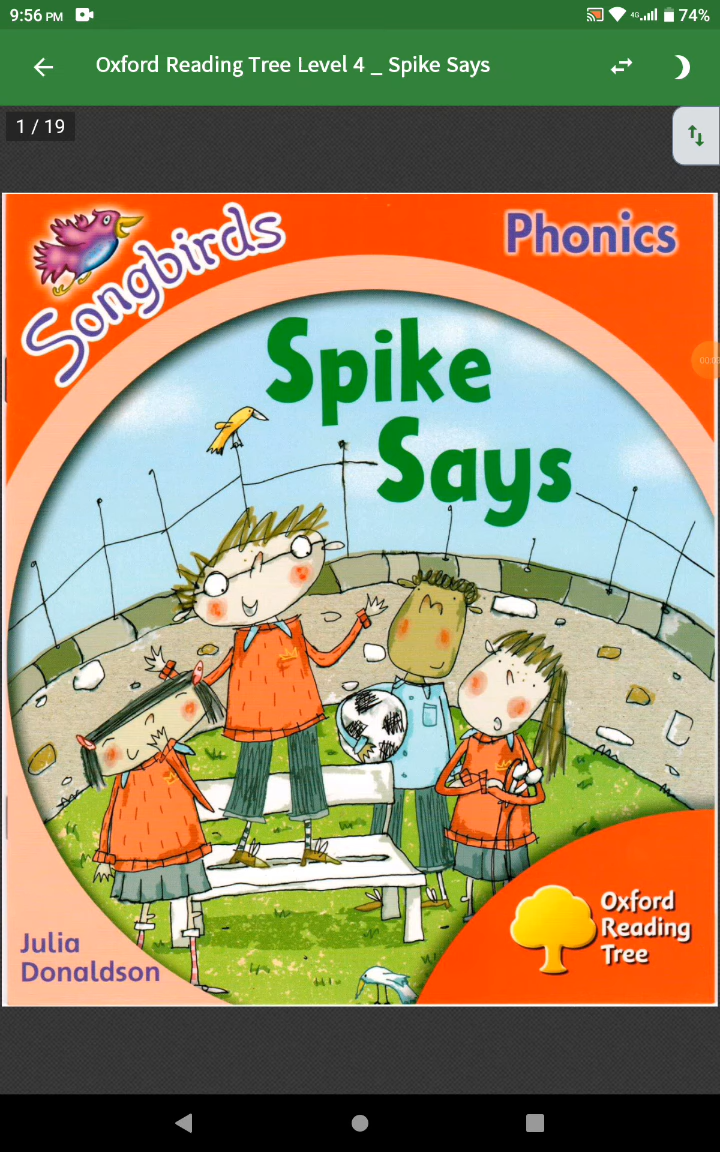 9:56 PM
4G
74%
Oxford Reading Tree Level 4 _ Spike Says
1 / 19
Songbirds
Phonics
Spike
Says
Julia
Donaldson
Oxford
Reading
Tree